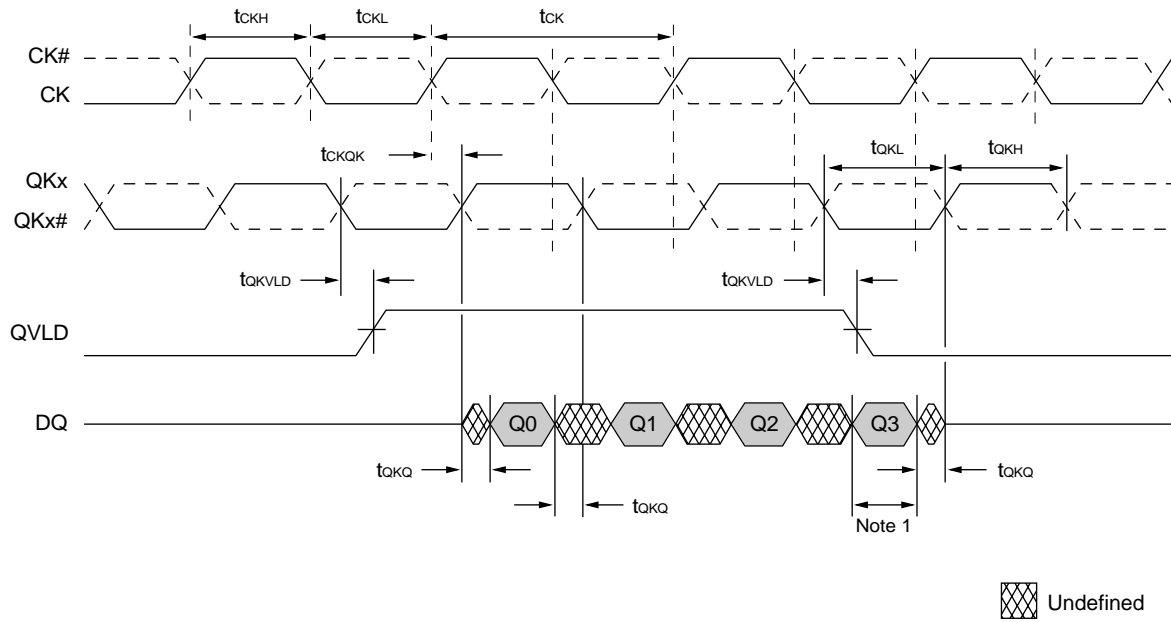 tCKH tCKL tCK
CK#
CK
tCKQK tQKL tQKH
QKx
QKx#
tQKVLD tQKVLD
QVLD
DQ Q0 Q1 Q2 Q3
tQKQ tQKQ tQKQ
Note 1
Undefined